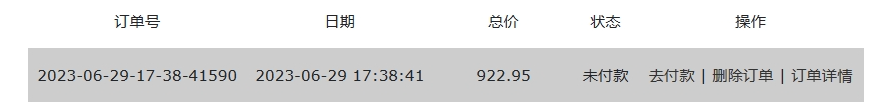 订单号 日期 总价 状态 操作
2023-06-29-17-38-41590 2023-06-29 17:38:41 922.95 未付款 去付款 | 删除订单 | 订单详情